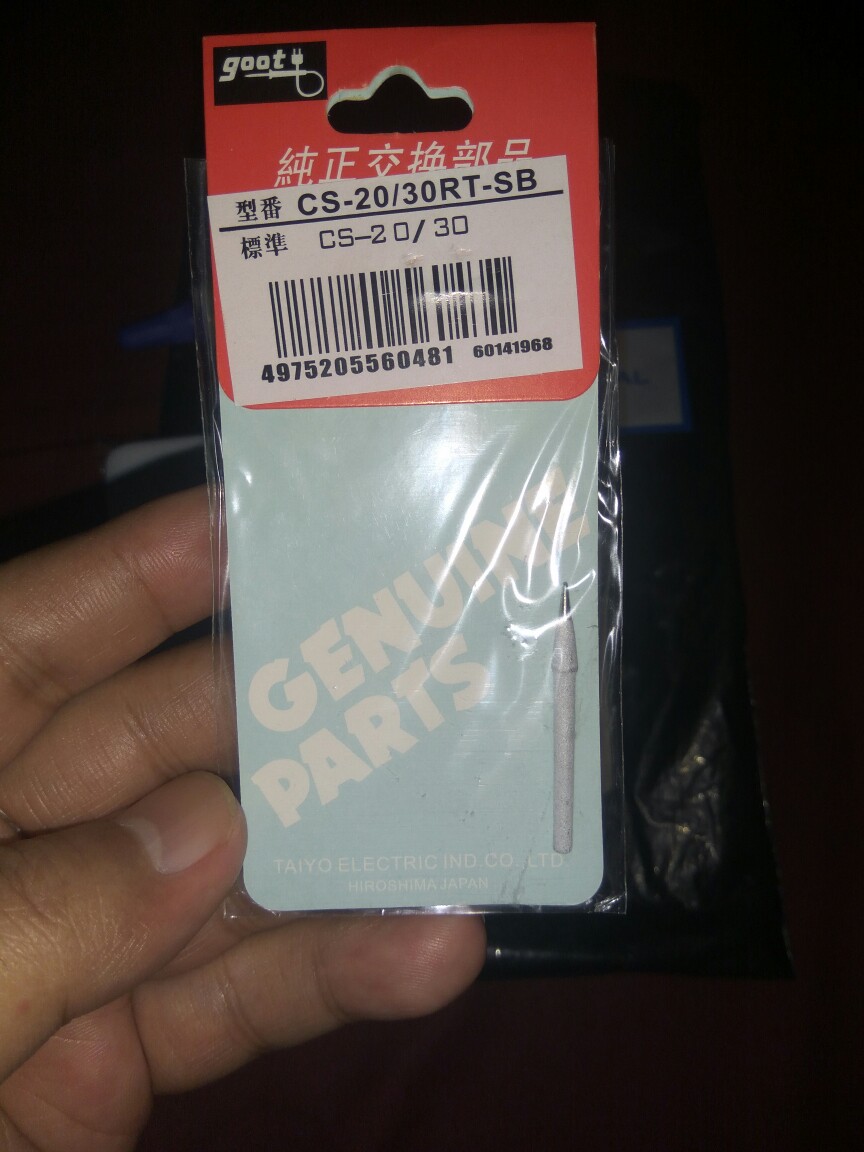 goot
純正交換部品
型番 CS-20/30RT-SB
標準 CS-20/30
4975205560481 60141968
GENUINE
PARTS
TAIYO ELECTRIC IND.CO.,LTD.
HIROSHIMA JAPAN